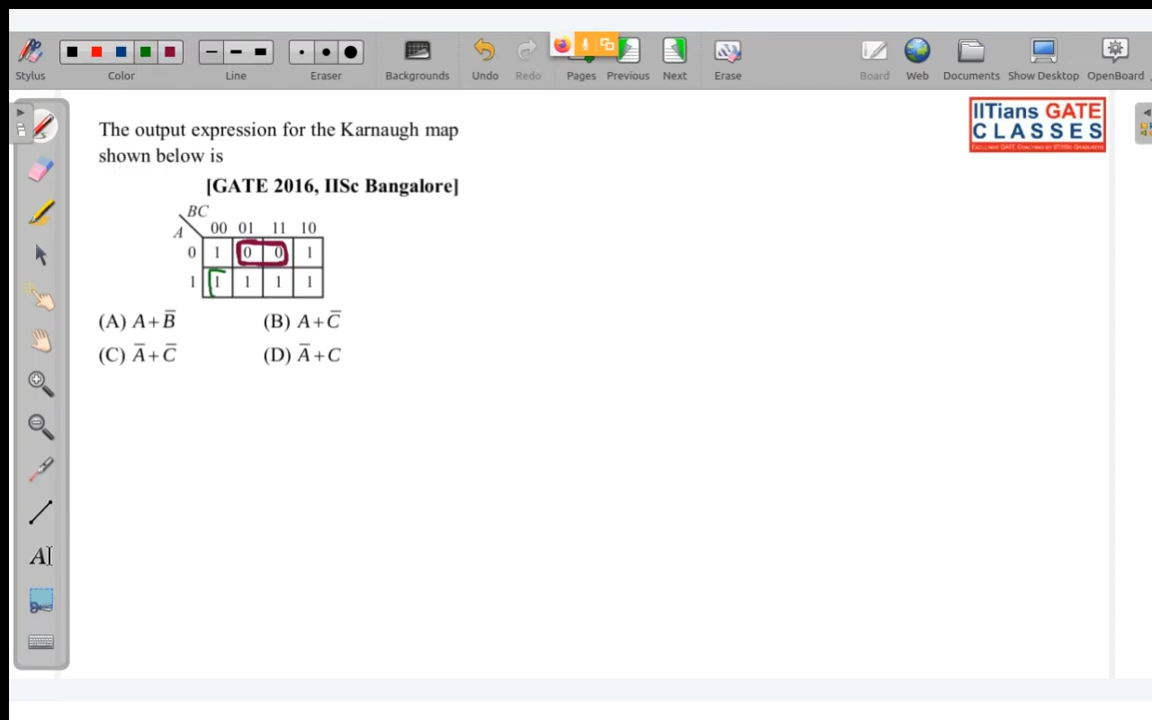 Stylus Color Line Eraser Backgrounds Undo Redo Pages Previous Next Erase Board Web Documents Show Desktop OpenBoard
IITians GATE
CLASSES
The output expression for the Karnaugh map
shown below is
[GATE 2016, IISc Bangalore]
BC
A 00 01 11 10
0 1 0 0 1
1 1 1 1 1
(A) A+B̅ (B) A+C̅
(C) A̅+C̅ (D) A̅+C
A